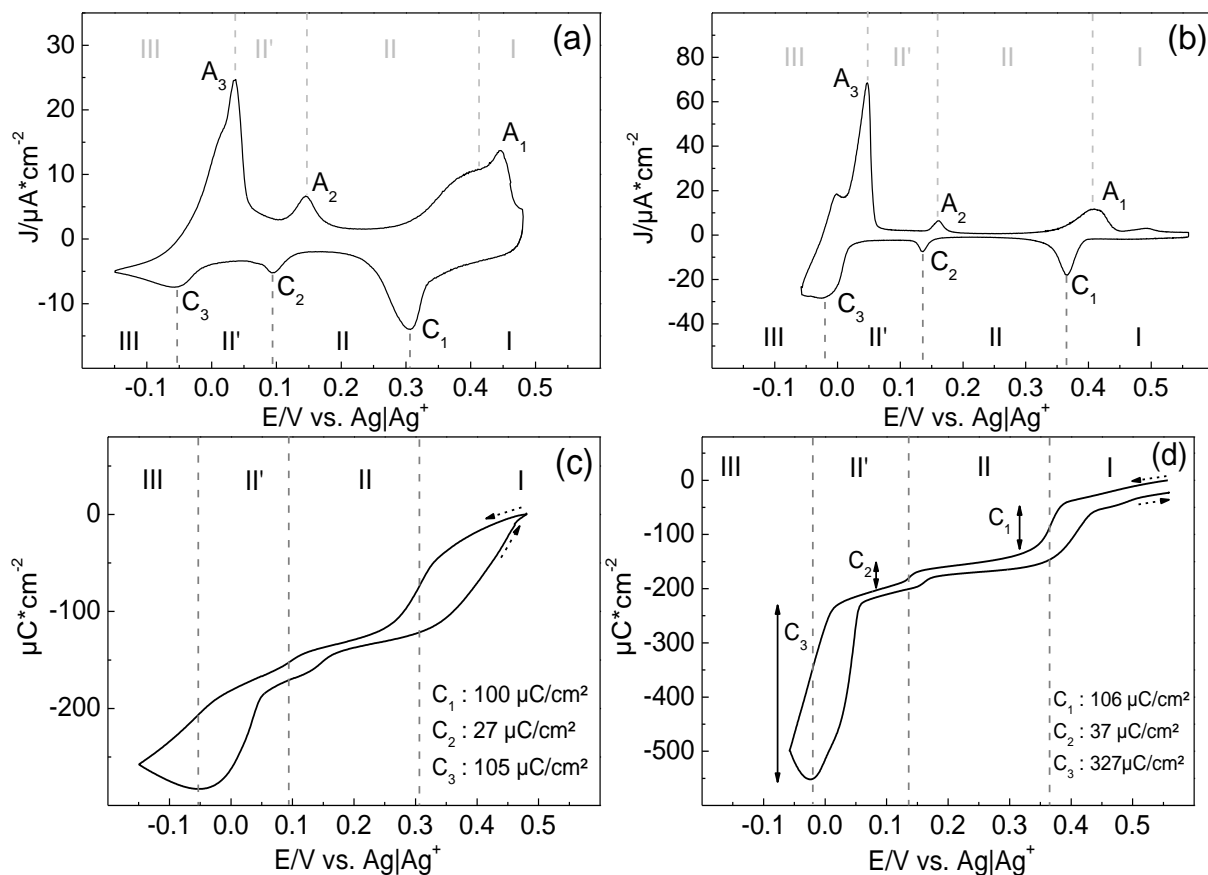 (a)
III II' II I
A₃
A₂
A₁
C₃
C₂
C₁
III II' II I
30
20
10
0
-10
J/µA*cm⁻²
-0.1 0.0 0.1 0.2 0.3 0.4 0.5
E/V vs. Ag|Ag⁺
(b)
III II' II I
A₃
A₂
A₁
C₃
C₂
C₁
III II' II I
80
60
40
20
0
-20
-40
J/µA*cm⁻²
-0.1 0.0 0.1 0.2 0.3 0.4 0.5
E/V vs. Ag|Ag⁺
(c)
III II' II I
0
-100
-200
µC*cm⁻²
C₁ : 100 µC/cm²
C₂ : 27 µC/cm²
C₃ : 105 µC/cm²
-0.1 0.0 0.1 0.2 0.3 0.4 0.5
E/V vs. Ag|Ag⁺
(d)
III II' II I
0
-100
-200
-300
-400
-500
µC*cm⁻²
C₁
C₂
C₃
C₁ : 106 µC/cm²
C₂ : 37 µC/cm²
C₃ : 327µC/cm²
-0.1 0.0 0.1 0.2 0.3 0.4 0.5
E/V vs. Ag|Ag⁺